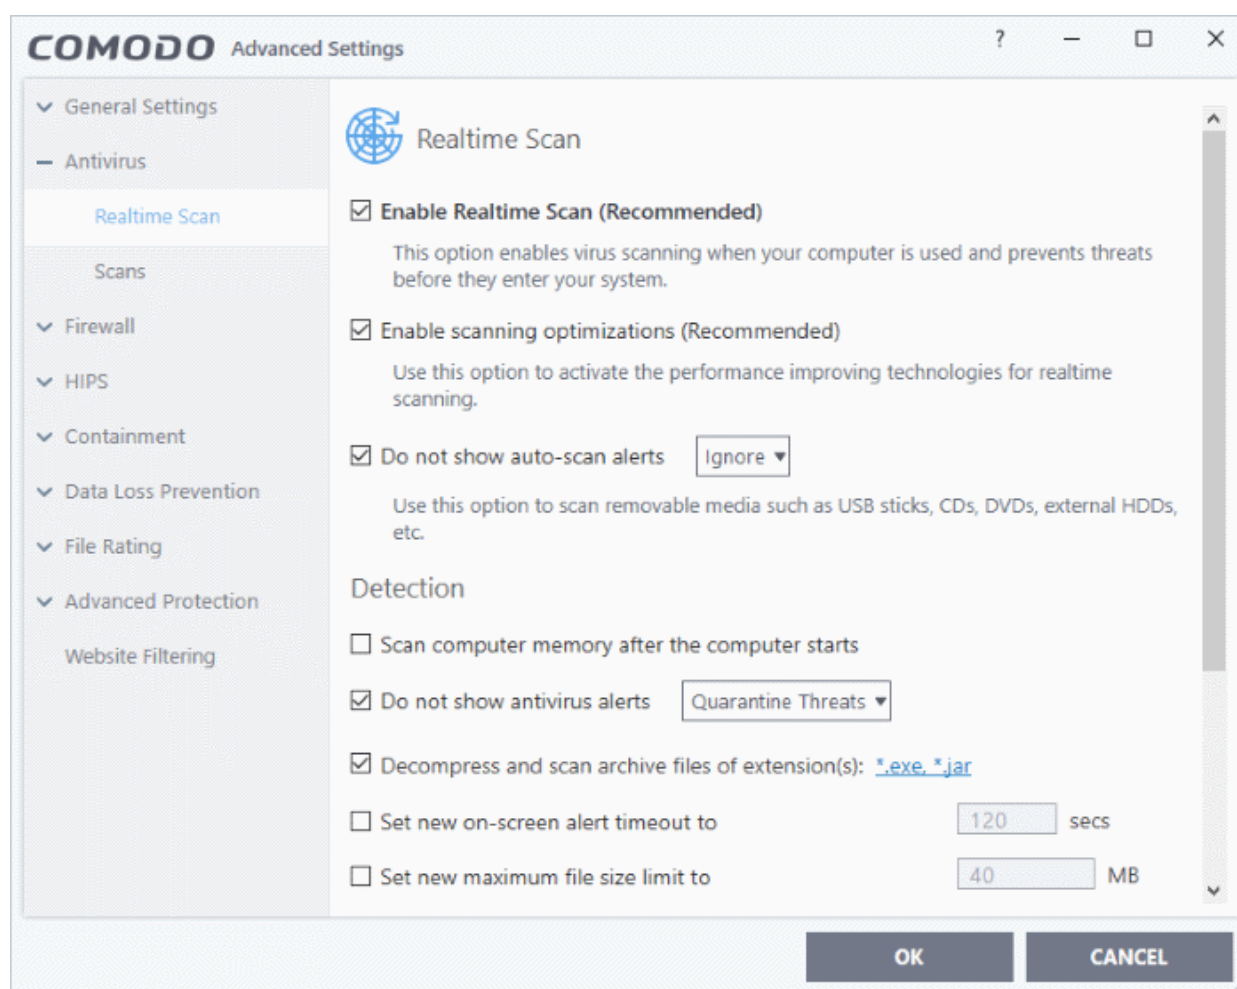 COMODO Advanced Settings
?
General Settings
Antivirus
Realtime Scan
Scans
Firewall
HIPS
Containment
Data Loss Prevention
File Rating
Advanced Protection
Website Filtering
Realtime Scan
Enable Realtime Scan (Recommended)
This option enables virus scanning when your computer is used and prevents threats
before they enter your system.
Enable scanning optimizations (Recommended)
Use this option to activate the performance improving technologies for realtime
scanning.
Do not show auto-scan alerts Ignore
Use this option to scan removable media such as USB sticks, CDs, DVDs, external HDDs,
etc.
Detection
Scan computer memory after the computer starts
Do not show antivirus alerts Quarantine Threats
Decompress and scan archive files of extension(s): *.exe, *.jar
Set new on-screen alert timeout to 120 secs
Set new maximum file size limit to 40 MB
OK CANCEL